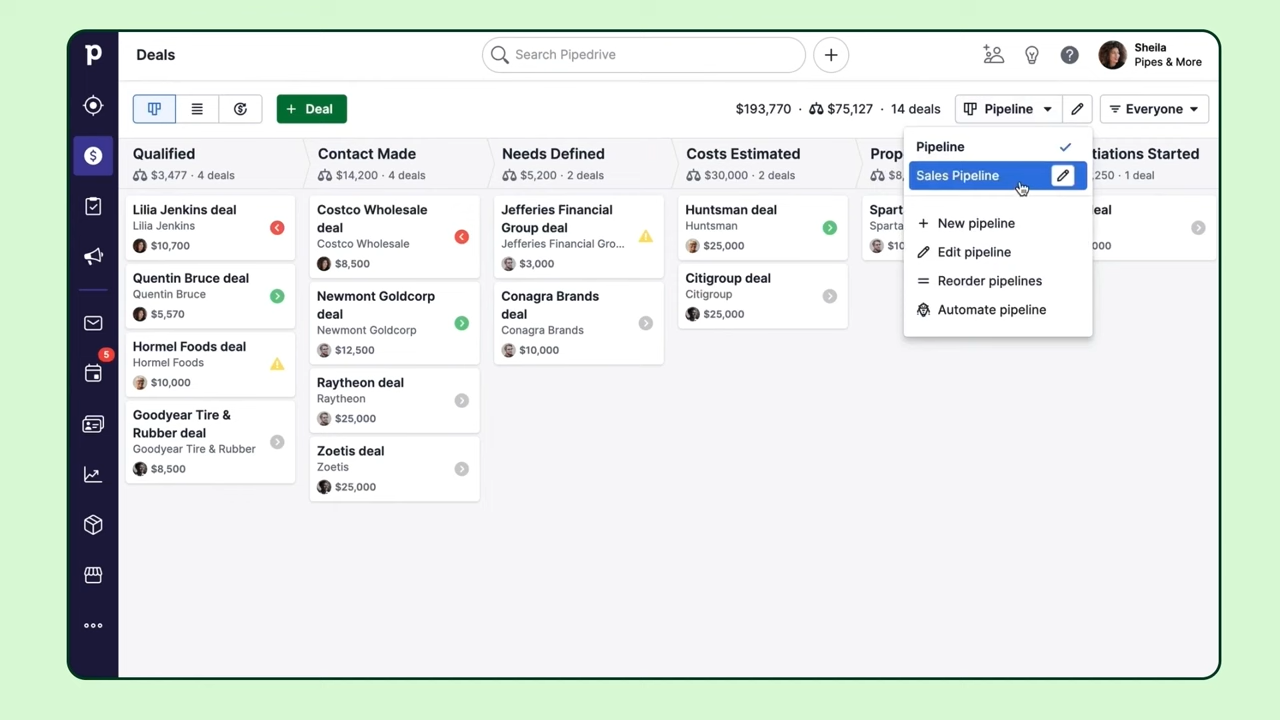 p
Deals
Search Pipedrive
Sheila
Pipes & More
Deal
$193,770 · $75,127 · 14 deals
Pipeline
Everyone
Qualified
$3,477 · 4 deals
Contact Made
$14,200 · 4 deals
Needs Defined
$5,200 · 2 deals
Costs Estimated
$30,000 · 2 deals
Prop
$8,
tiations Started
250 · 1 deal
Pipeline
Sales Pipeline
New pipeline
Edit pipeline
Reorder pipelines
Automate pipeline
Lilia Jenkins deal
Lilia Jenkins
$10,700
Quentin Bruce deal
Quentin Bruce
$5,570
Hormel Foods deal
Hormel Foods
$10,000
Goodyear Tire &
Rubber deal
Goodyear Tire & Rubber
$8,500
Costco Wholesale
deal
Costco Wholesale
$8,500
Newmont Goldcorp
deal
Newmont Goldcorp
$12,500
Raytheon deal
Raytheon
$25,000
Zoetis deal
Zoetis
$25,000
Jefferies Financial
Group deal
Jefferies Financial Gro...
$3,000
Conagra Brands
deal
Conagra Brands
$10,000
Huntsman deal
Huntsman
$25,000
Citigroup deal
Citigroup
$25,000
Spart
Sparta
$10
eal
000
5